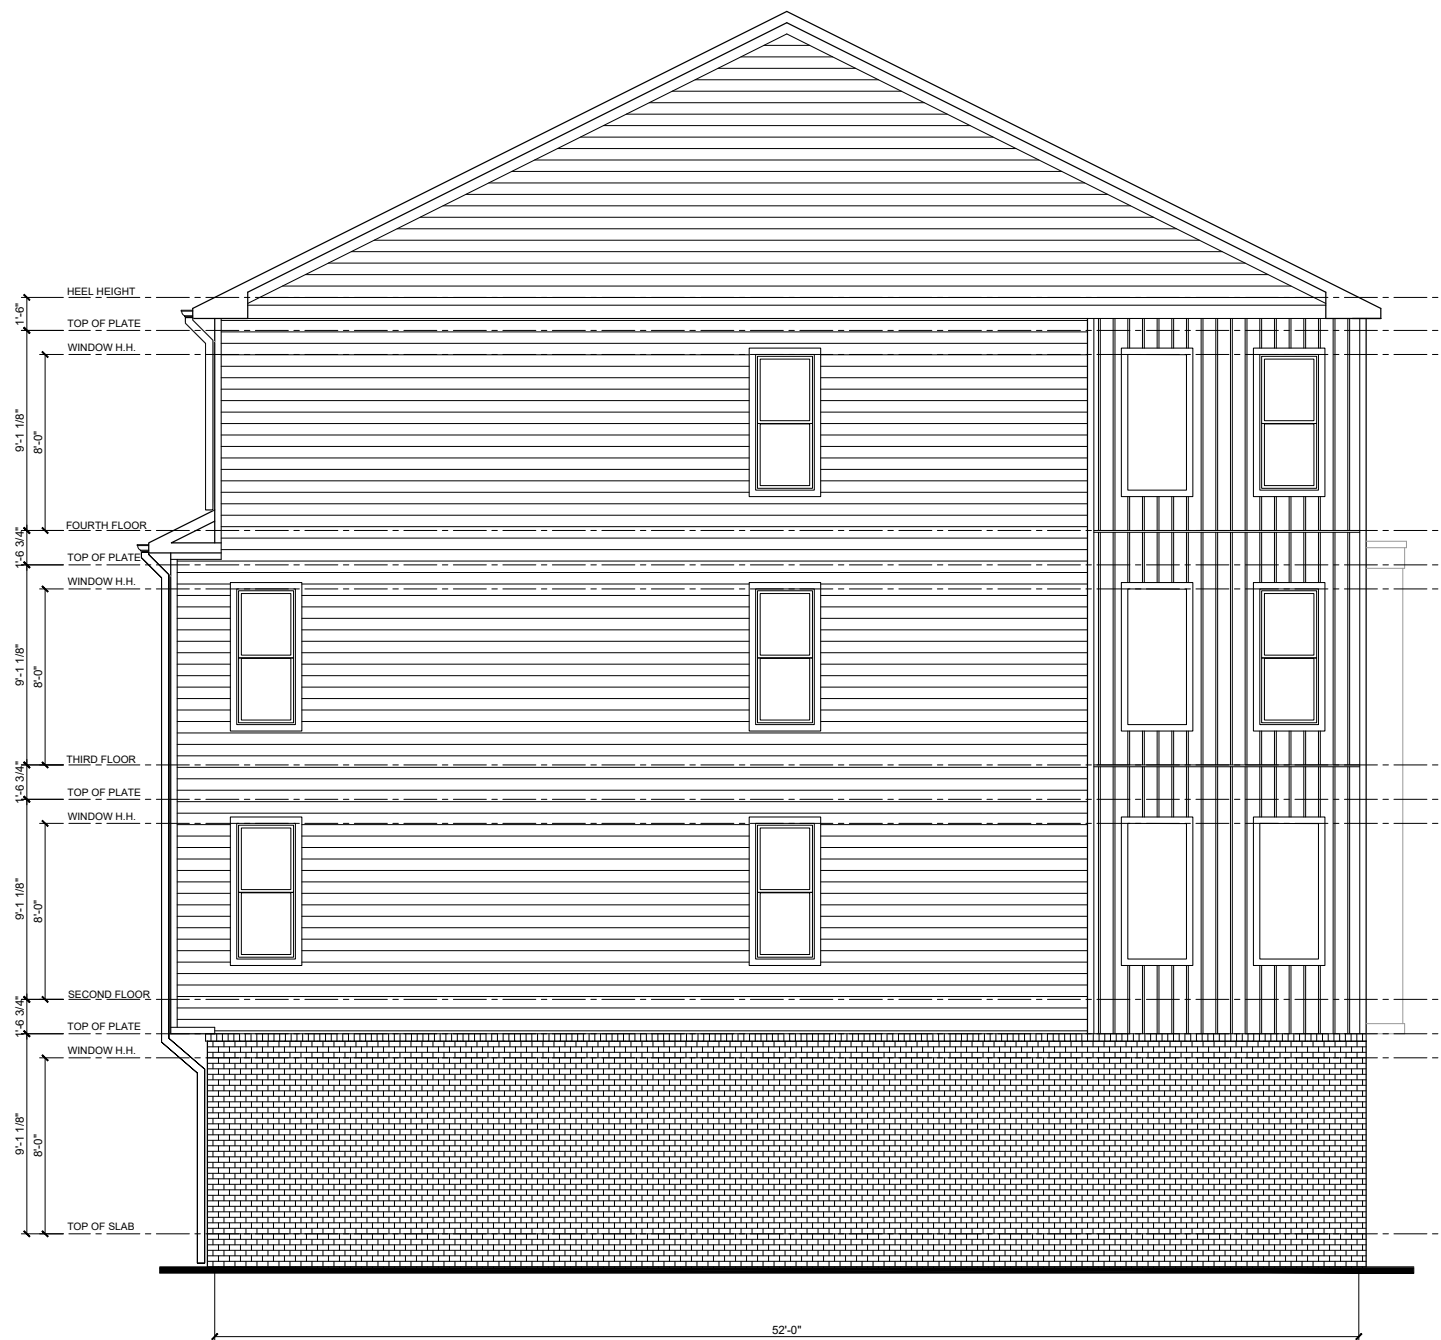 HEEL HEIGHT
1'-6"
TOP OF PLATE
WINDOW H.H.
9'-1 1/8"
8'-0"
FOURTH FLOOR
1'-6 3/4"
TOP OF PLATE
WINDOW H.H.
9'-1 1/8"
8'-0"
THIRD FLOOR
1'-6 3/4"
TOP OF PLATE
WINDOW H.H.
9'-1 1/8"
8'-0"
SECOND FLOOR
1'-6 3/4"
TOP OF PLATE
WINDOW H.H.
9'-1 1/8"
8'-0"
TOP OF SLAB
52'-0"